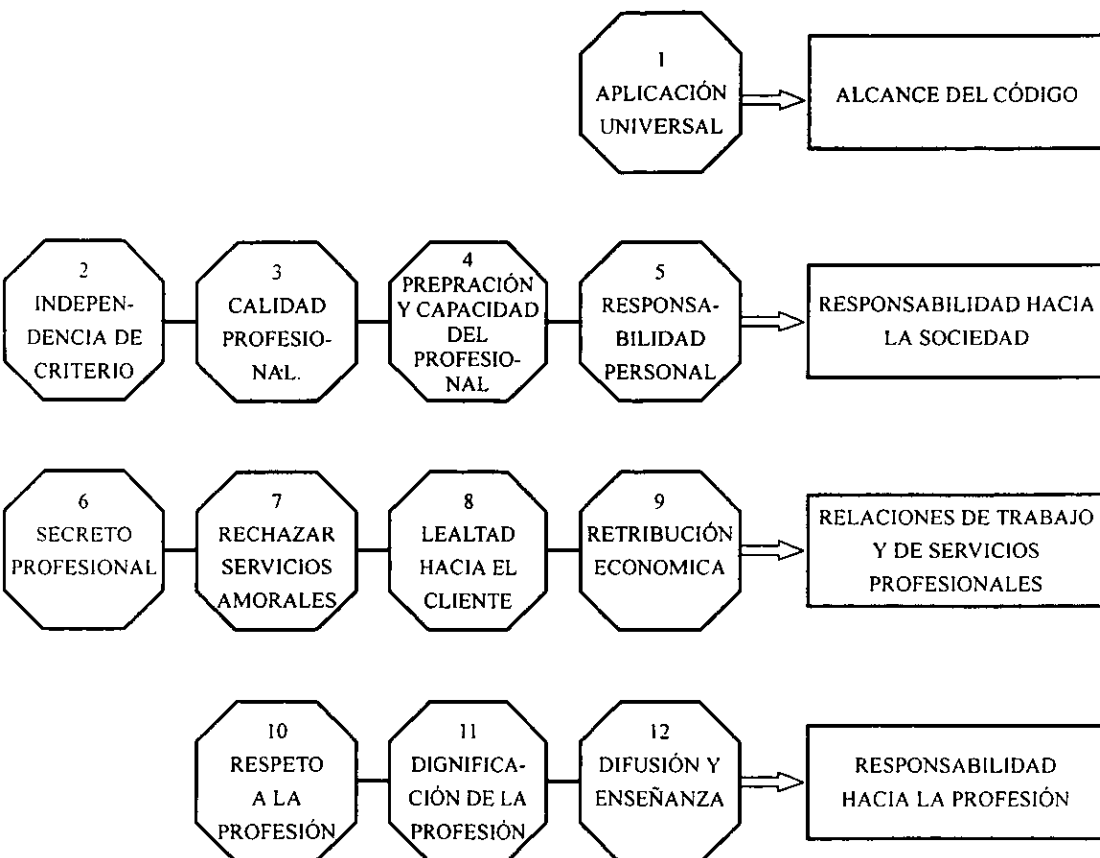 1
APLICACIÓN
UNIVERSAL
ALCANCE DEL CÓDIGO
2
INDEPEN-
DENCIA DE
CRITERIO
3
CALIDAD
PROFESIO-
NAL.
4
PREPRACIÓN
Y CAPACIDAD
DEL
PROFESIO-
NAL
5
RESPONSA-
BILIDAD
PERSONAL
RESPONSABILIDAD HACIA
LA SOCIEDAD
6
SECRETO
PROFESIONAL
7
RECHAZAR
SERVICIOS
AMORALES
8
LEALTAD
HACIA EL
CLIENTE
9
RETRIBUCIÓN
ECONOMICA
RELACIONES DE TRABAJO
Y DE SERVICIOS
PROFESIONALES
10
RESPETO
A LA
PROFESIÓN
11
DIGNIFICA-
CIÓN DE LA
PROFESIÓN
12
DIFUSIÓN Y
ENSEÑANZA
RESPONSABILIDAD
HACIA LA PROFESIÓN